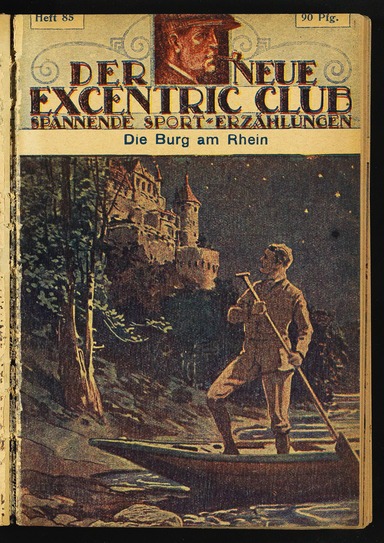 Heft 85
90 Pfg.
DER NEUE
EXCENTRIC CLUB
SPANNENDE SPORT-ERZÄHLUNGEN
Die Burg am Rhein